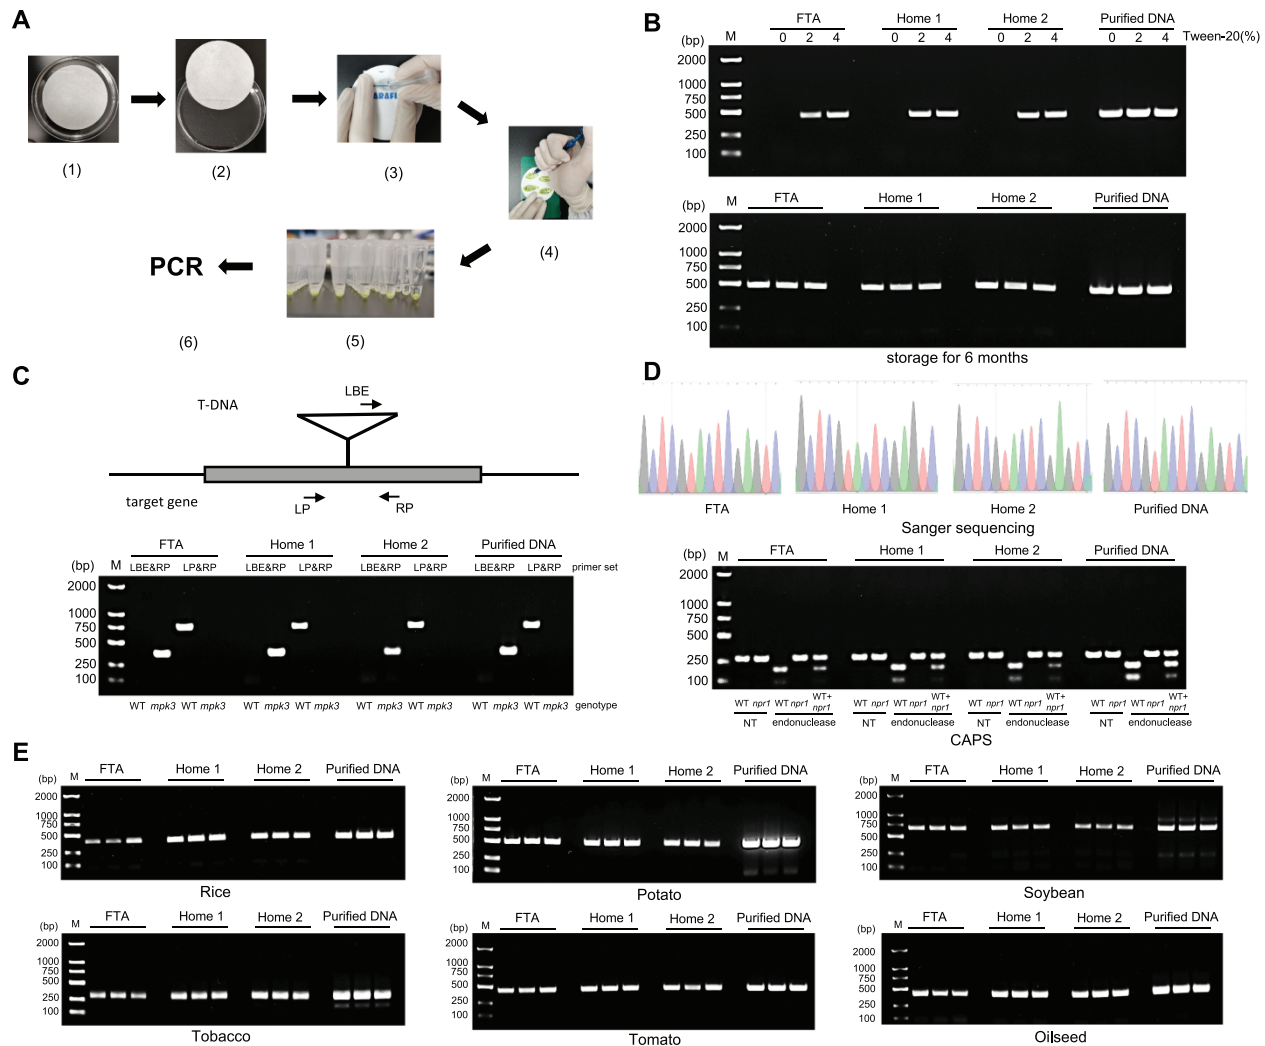 A
(1)
(2)
(3)
ARAFI
(4)
PCR
(6)
(5)
B
FTA Home 1 Home 2 Purified DNA
(bp) M 0 2 4 0 2 4 0 2 4 0 2 4 Tween-20(%)
2000
1000
750
500
250
100
(bp) M FTA Home 1 Home 2 Purified DNA
2000
1000
750
500
250
100
storage for 6 months
C
LBE
T-DNA
target gene
LP
RP
FTA Home 1 Home 2 Purified DNA
(bp) M LBE&RP LP&RP LBE&RP LP&RP LBE&RP LP&RP LBE&RP LP&RP primer set
2000
1000
750
500
250
100
WT mpk3 WT mpk3 WT mpk3 WT mpk3 WT mpk3 WT mpk3 WT mpk3 WT mpk3 genotype
D
FTA Home 1 Home 2 Purified DNA
Sanger sequencing
(bp) M FTA Home 1 Home 2 Purified DNA
2000
1000
750
500
250
100
WT npr1 WT npr1 WT+ npr1 WT npr1 WT npr1 WT+ npr1 WT npr1 WT npr1 WT+ npr1 WT npr1 WT npr1 WT+ npr1
NT endonuclease NT endonuclease NT endonuclease NT endonuclease
CAPS
E
(bp) M FTA Home 1 Home 2 Purified DNA
2000
1000
750
500
250
100
Rice
(bp) M FTA Home 1 Home 2 Purified DNA
2000
1000
750
500
250
100
Potato
(bp) M FTA Home 1 Home 2 Purified DNA
2000
1000
750
500
250
100
Soybean
(bp) M FTA Home 1 Home 2 Purified DNA
2000
1000
750
500
250
100
Tobacco
(bp) M FTA Home 1 Home 2 Purified DNA
2000
1000
750
500
250
100
Tomato
(bp) M FTA Home 1 Home 2 Purified DNA
2000
1000
750
500
250
100
Oilseed